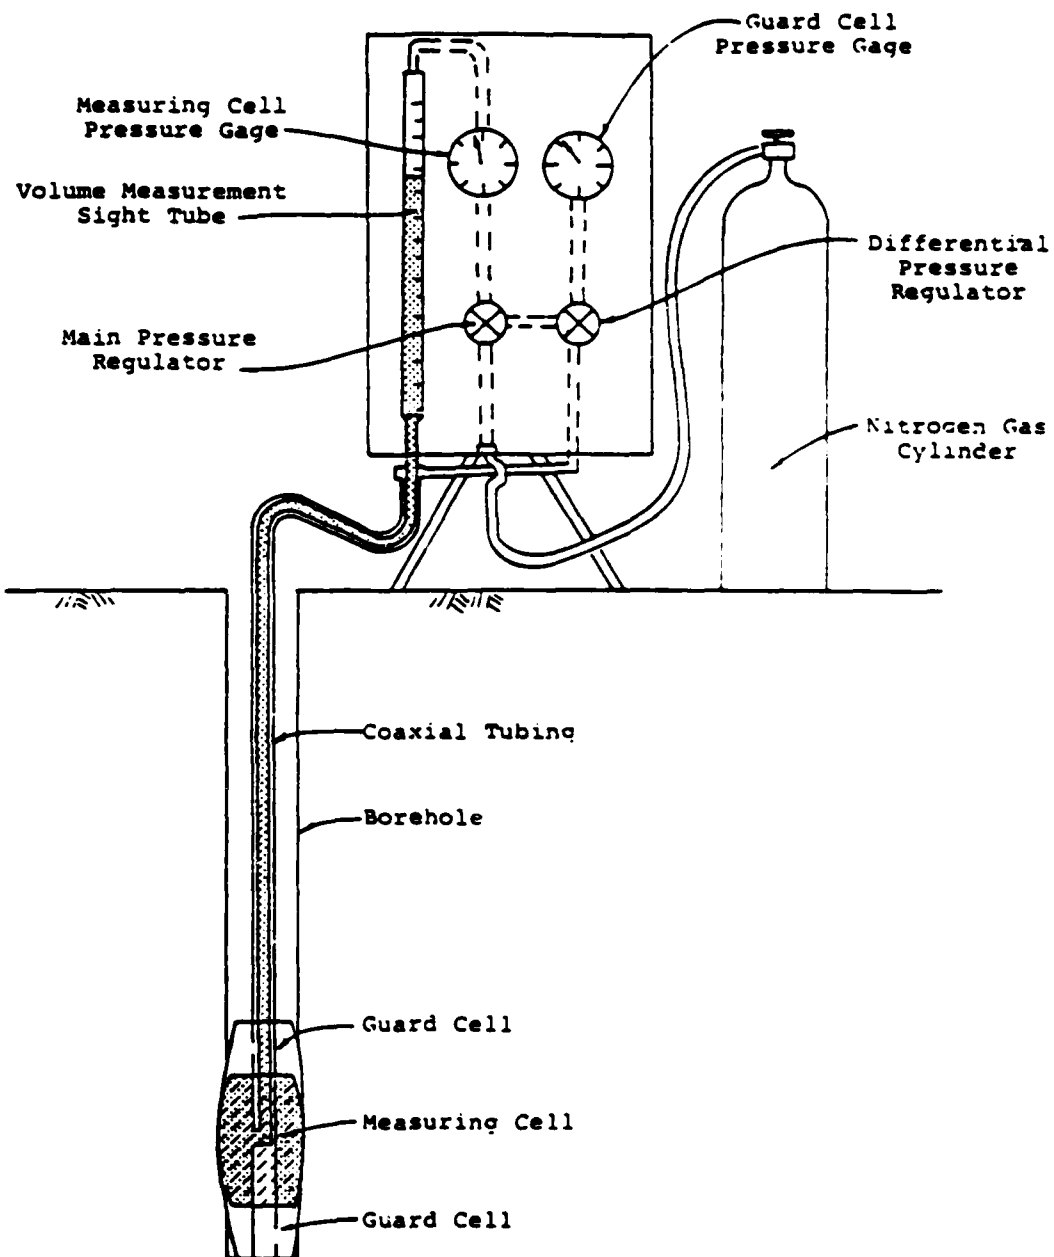 Guard Cell
Pressure Gage
Measuring Cell
Pressure Gage
Volume Measurement
Sight Tube
Differential
Pressure
Regulator
Main Pressure
Regulator
Nitrogen Gas
Cylinder
Coaxial Tubing
Borehole
Guard Cell
Measuring Cell
Guard Cell